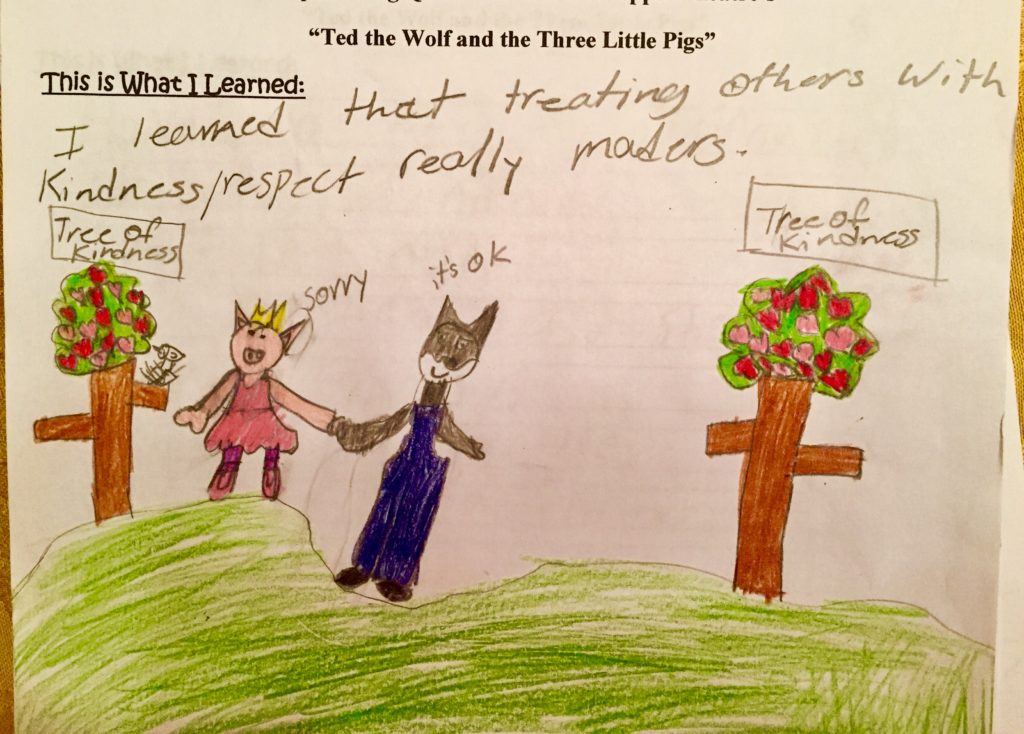 “Ted the Wolf and the Three Little Pigs”
This is What I Learned:
I learned that treating others with
Kindness/respect really maders.
Tree of
Kindness
Tree of
Kindness
sorry
it's ok